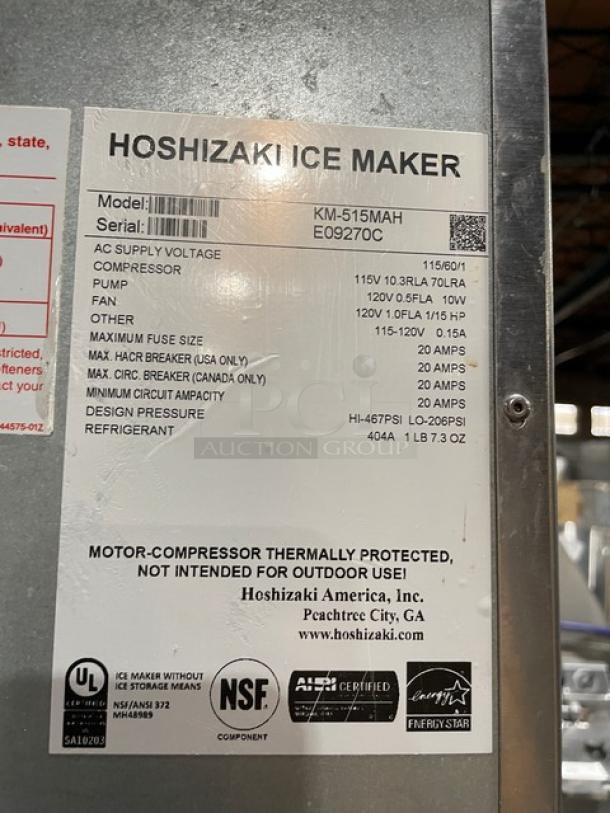 , state,
ivalent)
)
/)
stricted,
ofteners
act your
44575-01Z
HOSHIZAKI ICE MAKER
Model: KM-515MAH
Serial: E09270C
AC SUPPLY VOLTAGE 115/60/1
COMPRESSOR 115V 10.3RLA 70LRA
PUMP 120V 0.5FLA 10W
FAN 120V 1.0FLA 1/15 HP
OTHER 115-120V 0.15A
MAXIMUM FUSE SIZE 20 AMPS
MAX. HACR BREAKER (USA ONLY) 20 AMPS
MAX. CIRC. BREAKER (CANADA ONLY) 20 AMPS
MINIMUM CIRCUIT AMPACITY 20 AMPS
DESIGN PRESSURE HI-467PSI LO-206PSI
REFRIGERANT 404A 1 LB 7.3 OZ
PCI
AUCTION GROUP
MOTOR-COMPRESSOR THERMALLY PROTECTED,
NOT INTENDED FOR OUTDOOR USE!
Hoshizaki America, Inc.
Peachtree City, GA
www.hoshizaki.com
UL
CERTIFIED
SA10203
ICE MAKER WITHOUT
ICE STORAGE MEANS
NSF/ANSI 372
MH48989
NSF
COMPONENT
AHRI CERTIFIED
energy
ENERGY STAR